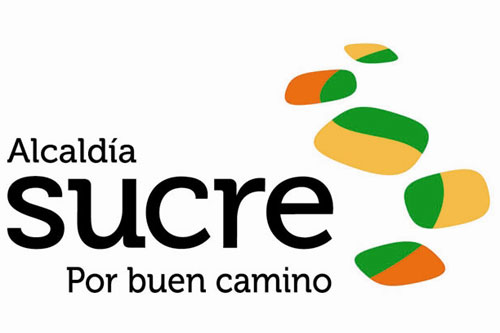 Alcaldía
sucre
Por buen camino